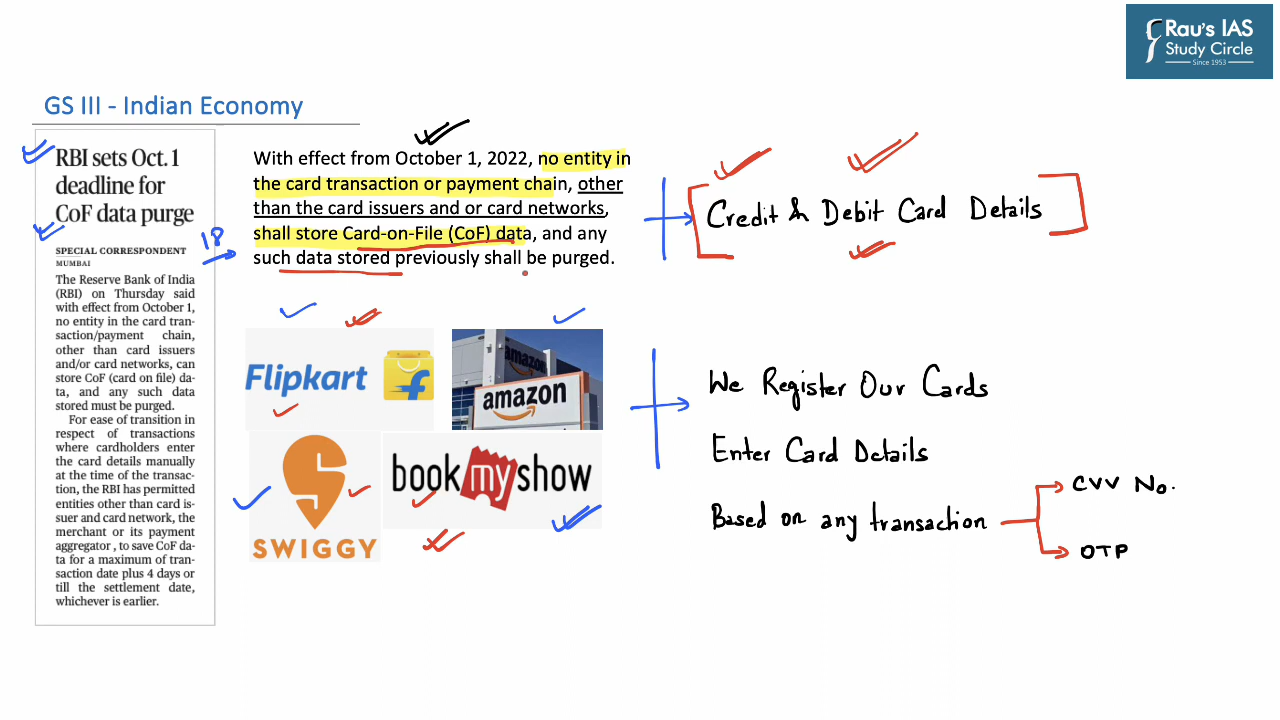 Rau's IAS
Study Circle
Since 1953
GS III - Indian Economy
RBI sets Oct. 1
deadline for
CoF data purge
SPECIAL CORRESPONDENT
MUMBAI
The Reserve Bank of India
(RBI) on Thursday said
with effect from October 1,
no entity in the card tran-
saction/payment chain,
other than card issuers
and/or card networks, can
store CoF (card on file) da-
ta, and any such data
stored must be purged.
For ease of transition in
respect of transactions
where cardholders enter
the card details manually
at the time of the transac-
tion, the RBI has permitted
entities other than card is-
suer and card network, the
merchant or its payment
aggregator, to save CoF da-
ta for a maximum of tran-
saction date plus 4 days or
till the settlement date,
whichever is earlier.
18
With effect from October 1, 2022, no entity in
the card transaction or payment chain, other
than the card issuers and or card networks,
shall store Card-on-File (CoF) data, and any
such data stored previously shall be purged.
Credit & Debit Card Details
Flipkart
f
amazon
amazon
SWIGGY
bookmyshow
We Register Our Cards
Enter Card Details
Based on any transaction
CVV No.
OTP